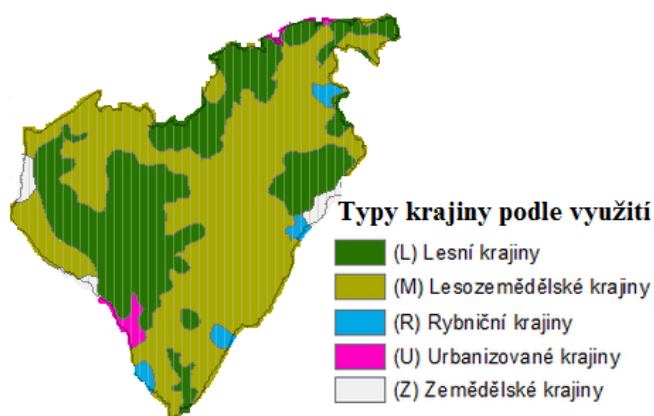 Typy krajiny podle využití
(L) Lesní krajiny
(M) Lesozemědělské krajiny
(R) Rybniční krajiny
(U) Urbanizované krajiny
(Z) Zemědělské krajiny